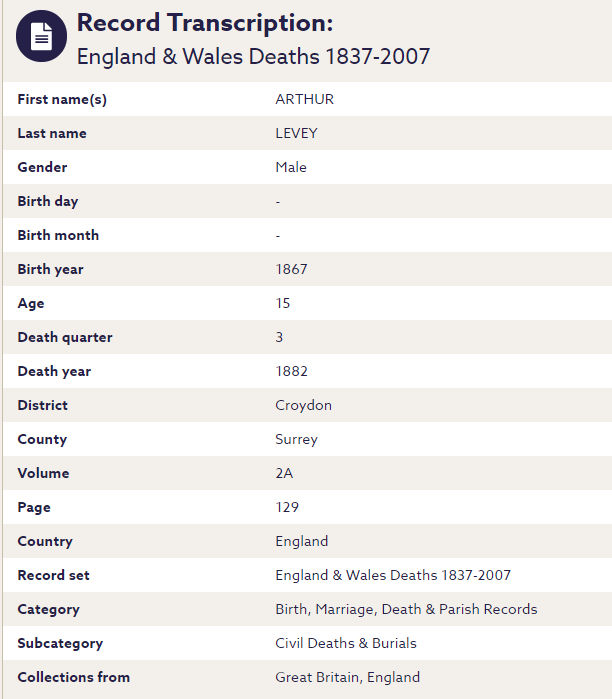 Record Transcription:
England & Wales Deaths 1837-2007
First name(s) ARTHUR
Last name LEVEY
Gender Male
Birth day -
Birth month -
Birth year 1867
Age 15
Death quarter 3
Death year 1882
District Croydon
County Surrey
Volume 2A
Page 129
Country England
Record set England & Wales Deaths 1837-2007
Category Birth, Marriage, Death & Parish Records
Subcategory Civil Deaths & Burials
Collections from Great Britain, England